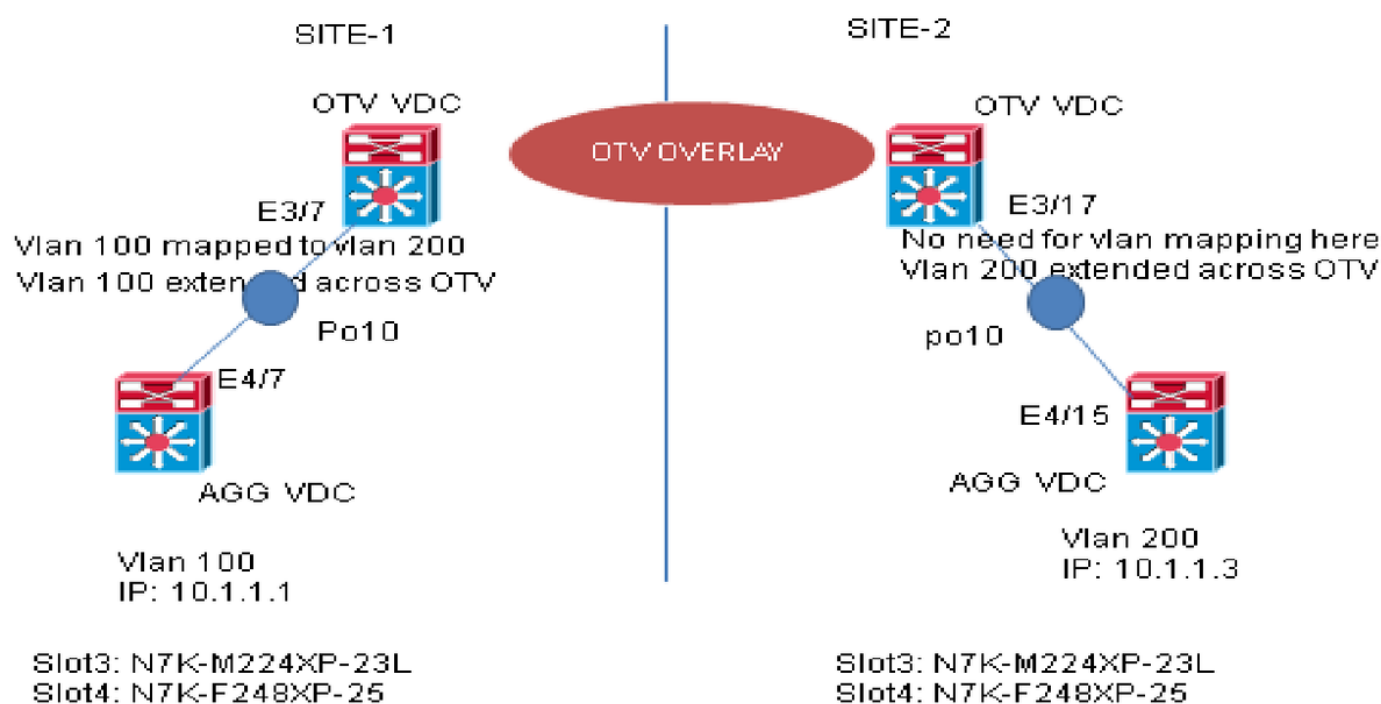 SITE-1
SITE-2
OTV VDC
OTV VDC
OTV OVERLAY
E3/7
Vlan 100 mapped to vlan 200
Vlan 100 extended across OTV
Po10
E4/7
AGG VDC
Vlan 100
IP: 10.1.1.1
Slot3: N7K-M224XP-23L
Slot4: N7K-F248XP-25
E3/17
No need for vlan mapping here
Vlan 200 extended across OTV
po10
E4/15
AGG VDC
Vlan 200
IP: 10.1.1.3
Slot3: N7K-M224XP-23L
Slot4: N7K-F248XP-25